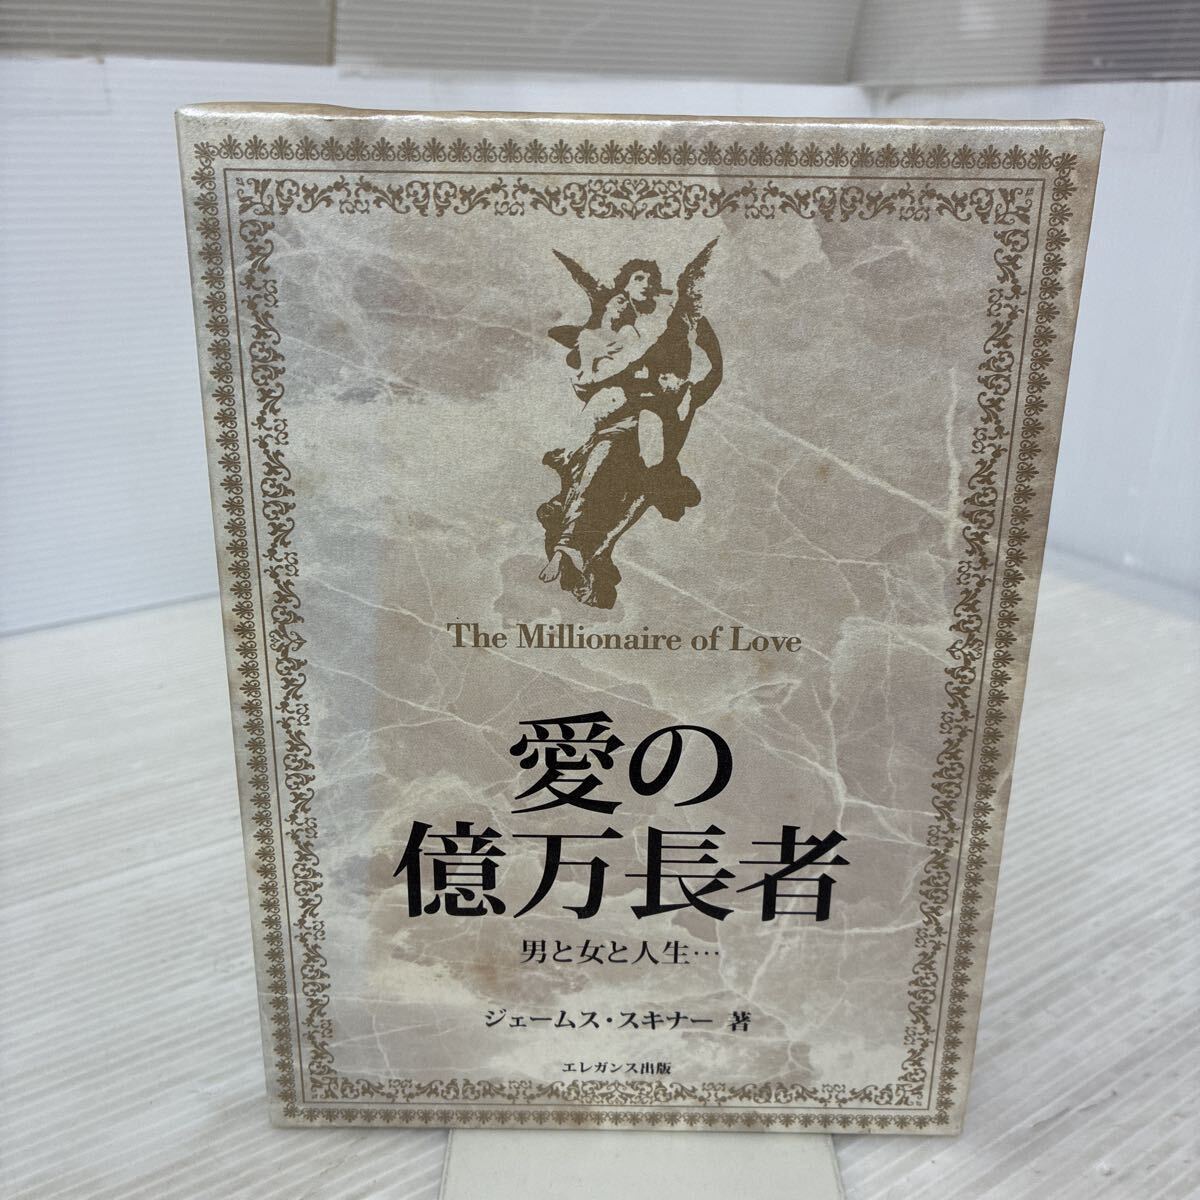 The Millionaire of Love
愛の
億万長者
男と女と人生…
ジェームス・スキナー 著
エレガンス出版